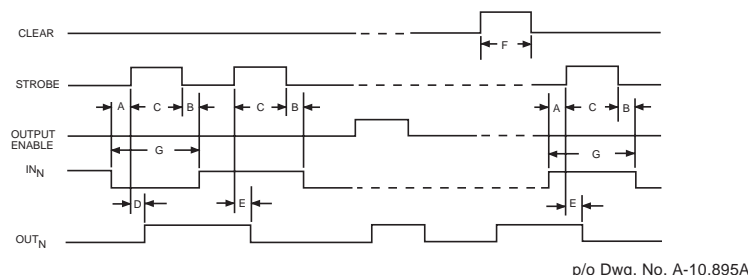 CLEAR
F
STROBE
A C B C B A C B
OUTPUT
ENABLE
G G
IN_N
D E E
OUT_N
p/o Dwg. No. A-10,895A